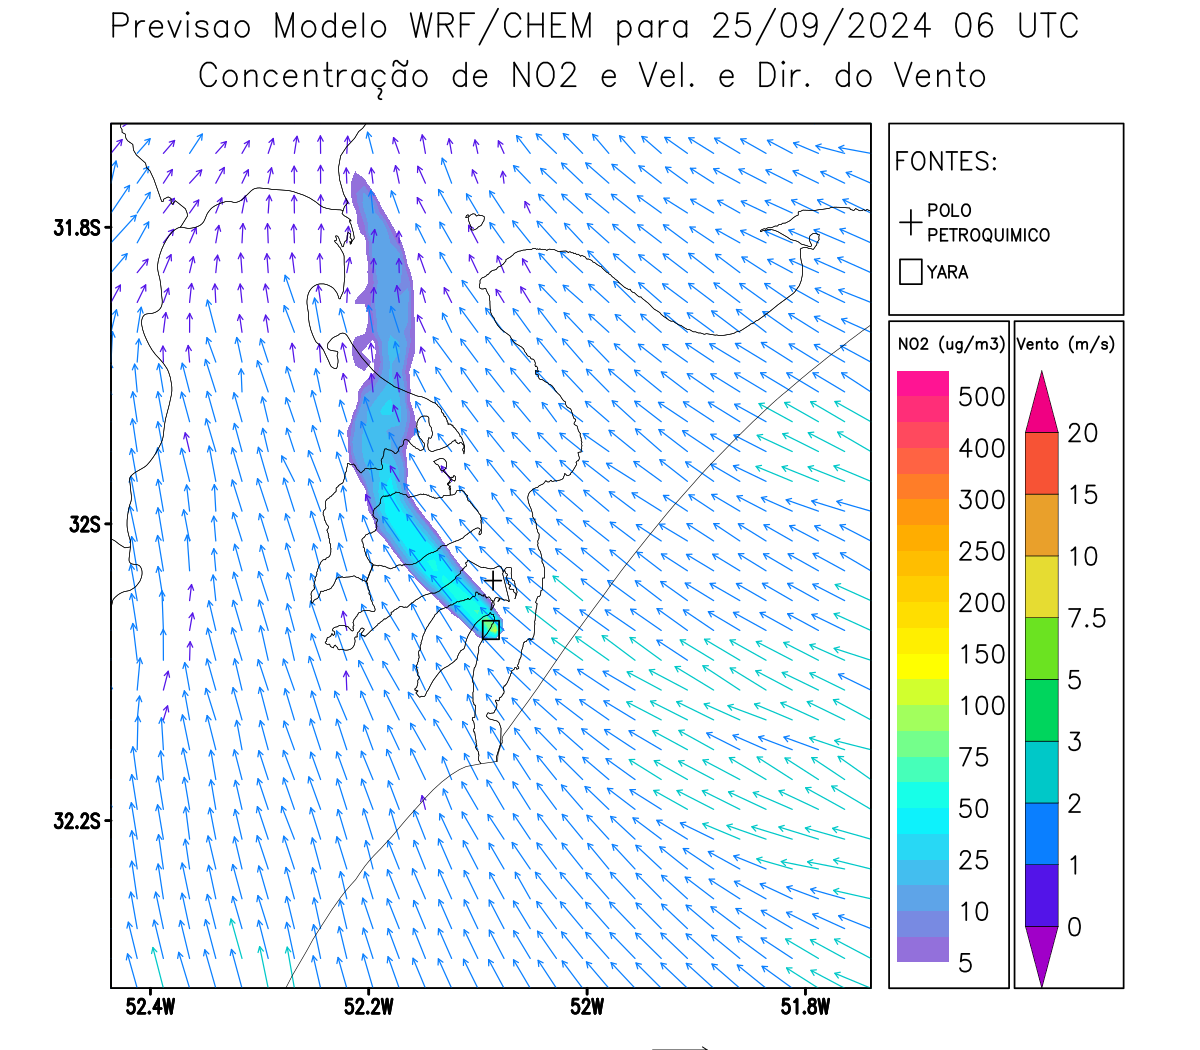 Previsao Modelo WRF/CHEM para 25/09/2024 06 UTC
Concentração de NO2 e Vel. e Dir. do Vento
FONTES:
POLO
PETROQUIMICO
YARA
NO2 (ug/m3)
500
400
300
250
200
150
100
75
50
25
10
5
Vento (m/s)
20
15
10
7.5
5
3
2
1
0
31.8S
32S
32.2S
52.4W
52.2W
52W
51.8W